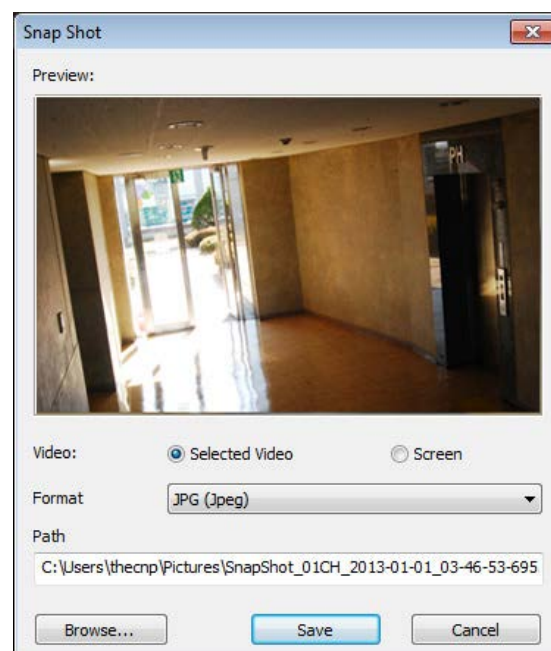 Snap Shot
Preview:
PH
Video:
Selected Video
Screen
Format
JPG (Jpeg)
Path
C:\Users\thecnp\Pictures\SnapShot_01CH_2013-01-01_03-46-53-695
Browse...
Save
Cancel